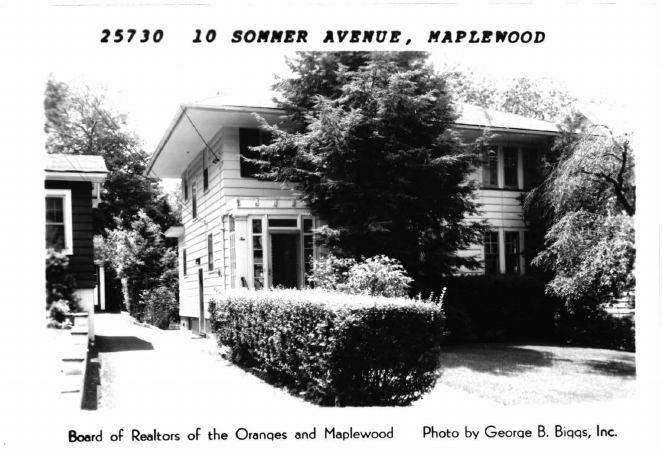 25730 10 SOMMER AVENUE, MAPLEWOOD
Board of Realtors of the Oranges and Maplewood Photo by George B. Biggs, Inc.